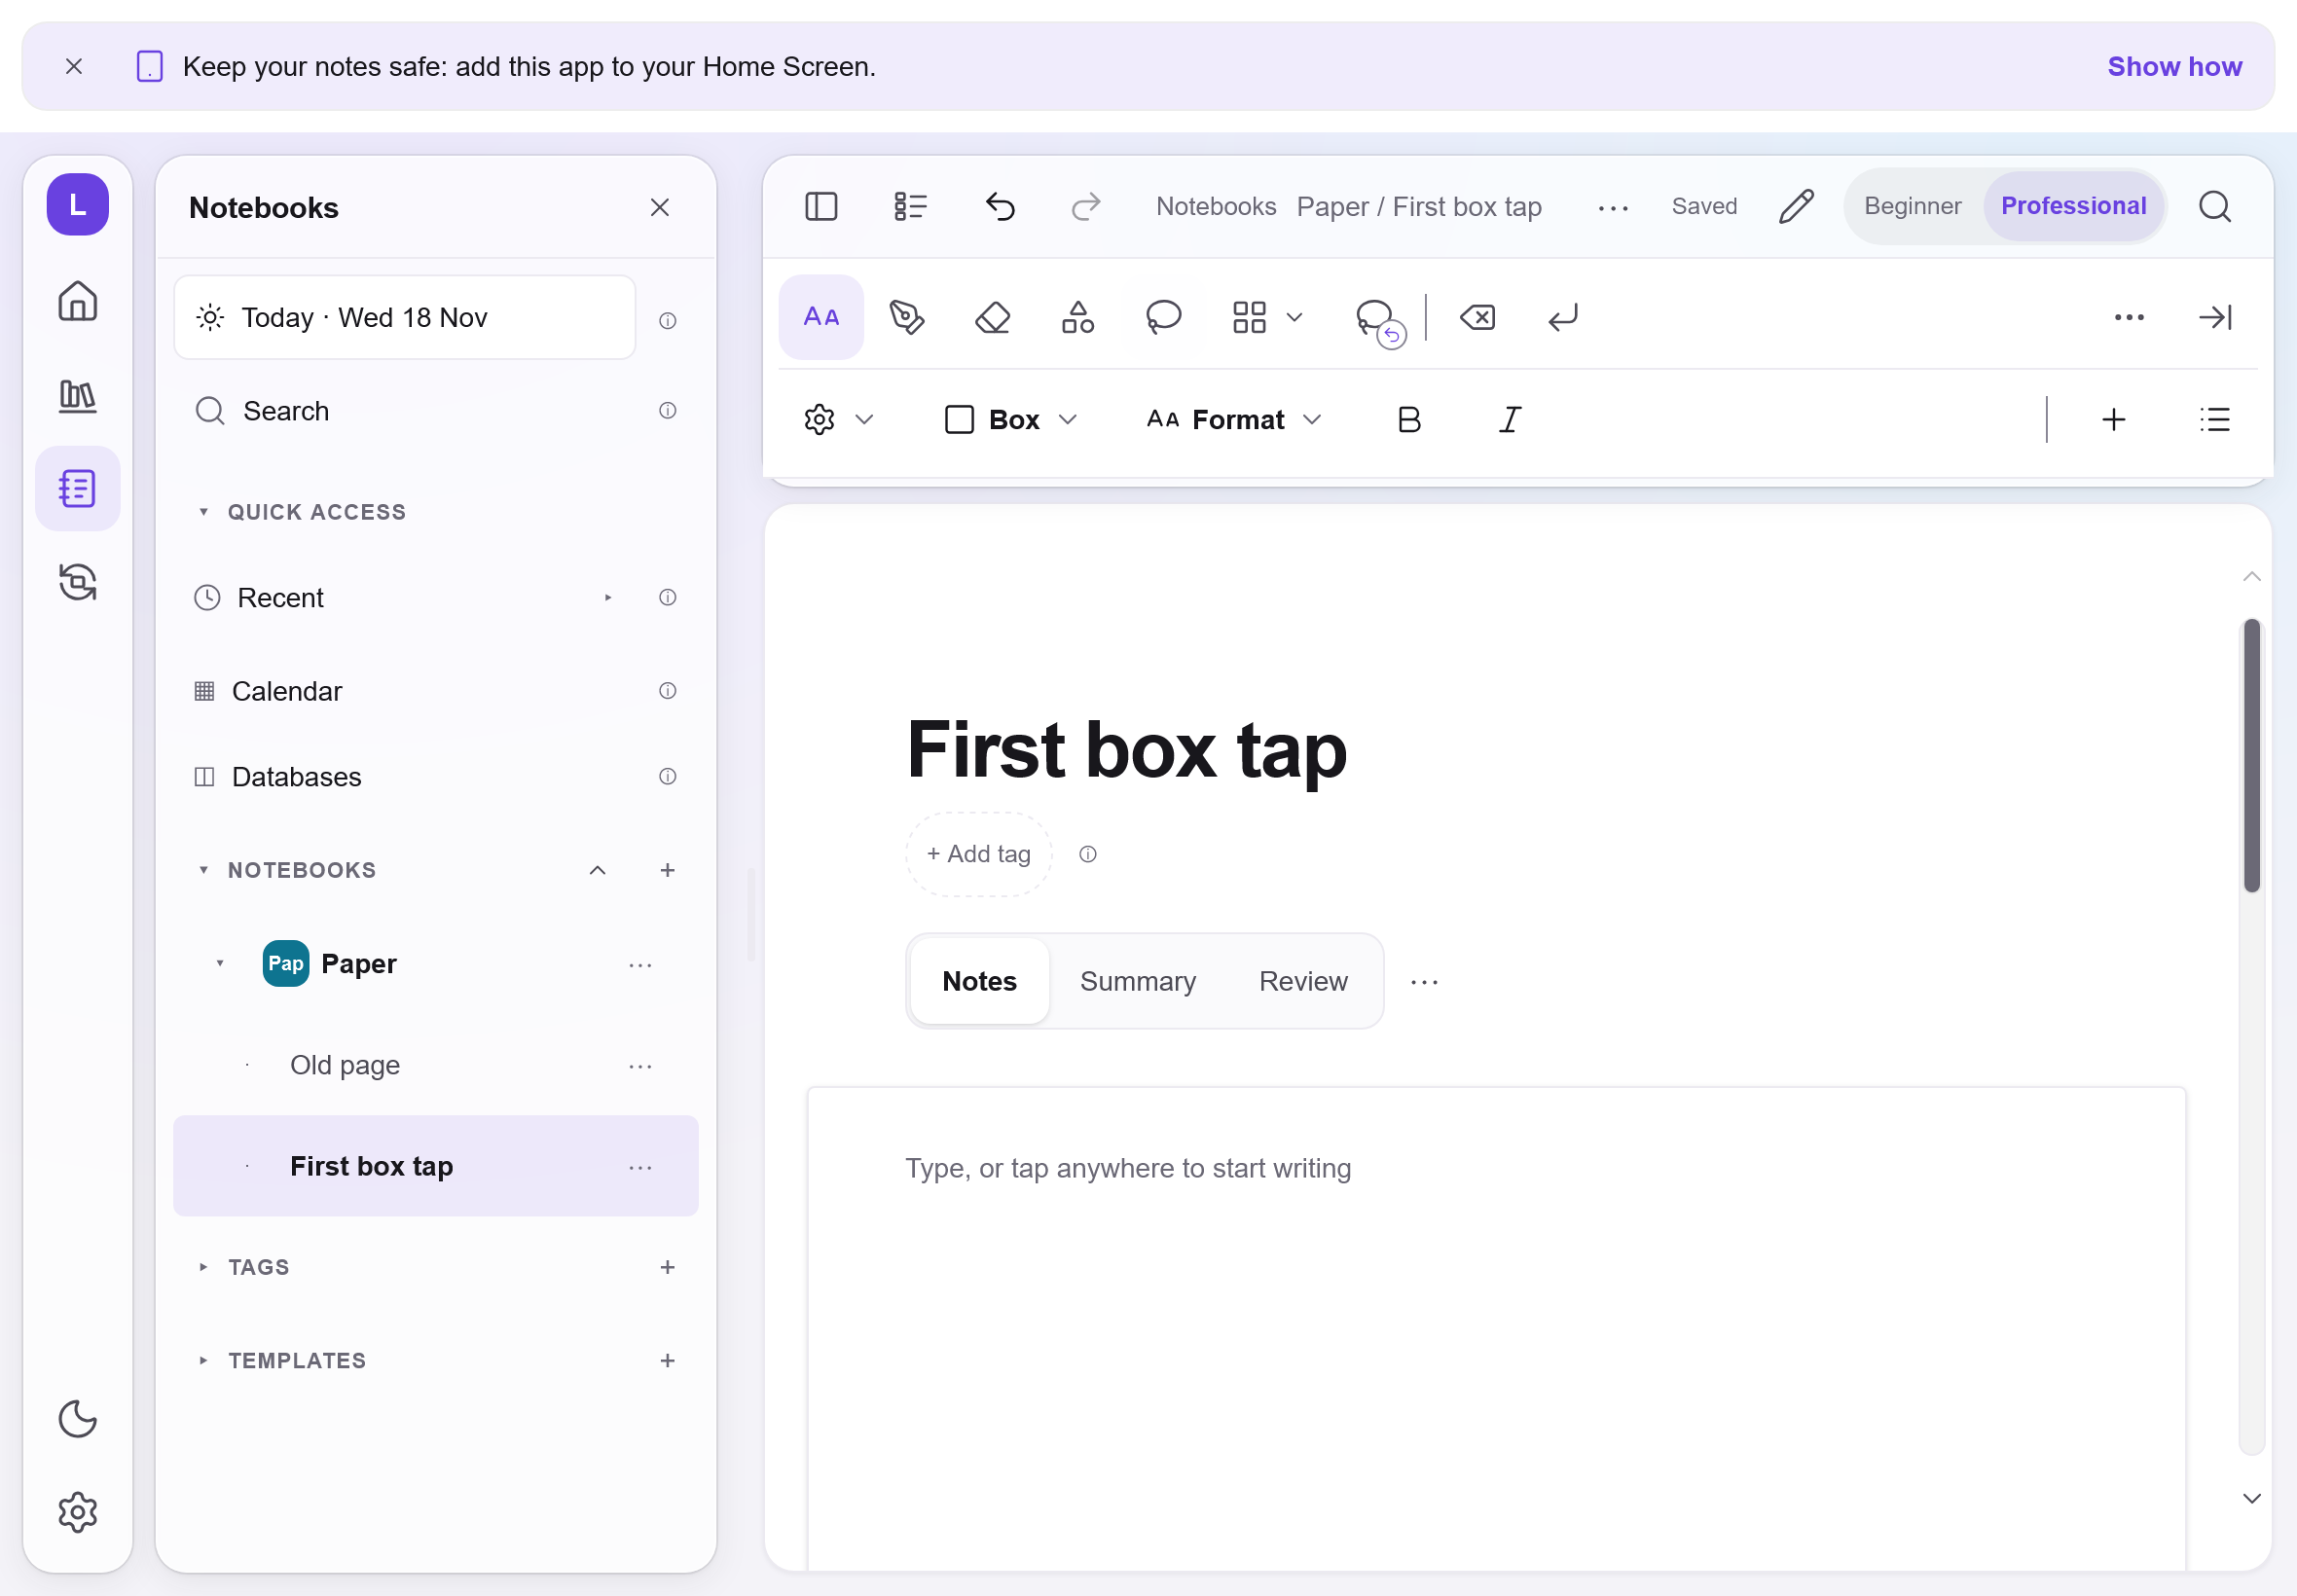 Keep your notes safe: add this app to your Home Screen.
Show how
L
Notebooks
Today · Wed 18 Nov
Search
QUICK ACCESS
Recent
Calendar
Databases
NOTEBOOKS
Pap Paper
Old page
First box tap
TAGS
TEMPLATES
Notebooks Paper / First box tap
Saved
Beginner
Professional
Box
Format
First box tap
+ Add tag
Notes
Summary
Review
Type, or tap anywhere to start writing